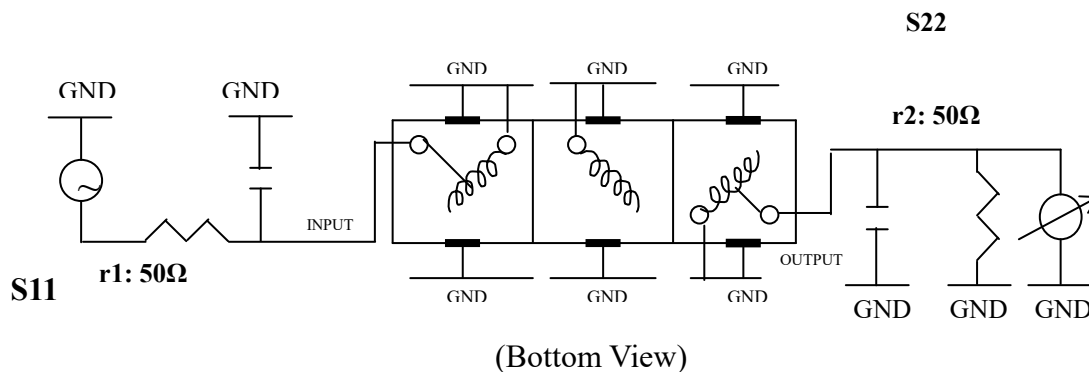 S22
GND
GND
GND
GND
GND
r2: 50Ω
INPUT
r1: 50Ω
S11
GND
GND
GND
OUTPUT
GND
GND
GND
(Bottom View)